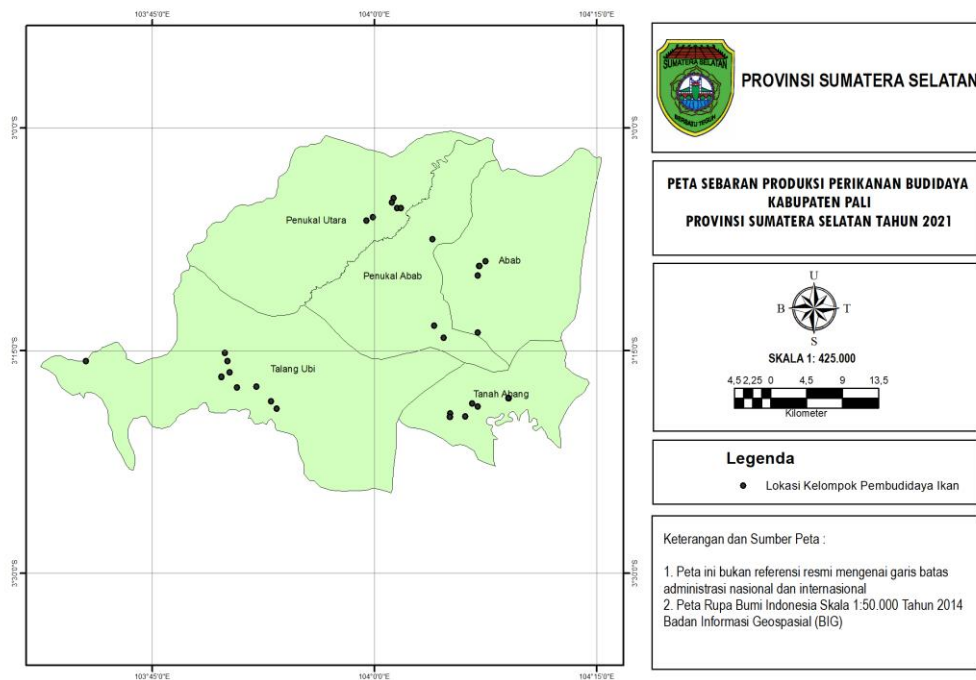 103°45'0"E
104°0'0"E
104°15'0"E
3°0'0"S
3°0'0"S
Penukal Utara
Penukal Abab
Abab
3°15'0"S
3°15'0"S
Talang Ubi
Tanah Abang
3°30'0"S
3°30'0"S
103°45'0"E
104°0'0"E
104°15'0"E
SUMATERA SELATAN
PROVINSI SUMATERA SELATAN
PETA SEBARAN PRODUKSI PERIKANAN BUDIDAYA
KABUPATEN PALI
PROVINSI SUMATERA SELATAN TAHUN 2021
U
B T
S
SKALA 1: 425.000
4,5 2,25 0 4,5 9 13,5
Kilometer
Legenda
Lokasi Kelompok Pembudidaya Ikan
Keterangan dan Sumber Peta :
1. Peta ini bukan referensi resmi mengenai garis batas
administrasi nasional dan internasional
2. Peta Rupa Bumi Indonesia Skala 1:50.000 Tahun 2014
Badan Informasi Geospasial (BIG)